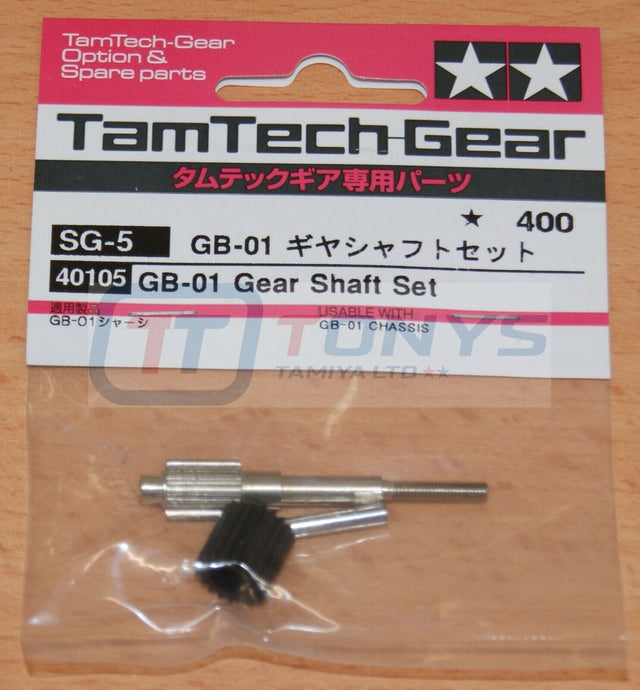 TamTech-Gear
Option &
Spare parts
TamTech-Gear
タムテックギア専用パーツ
★ 400
SG-5 GB-01 ギヤシャフトセット
40105 GB-01 Gear Shaft Set
適用製品
GB-01シャーシ
USABLE WITH
GB-01 CHASSIS
TT TONYS
TAMIYA LTD ★★